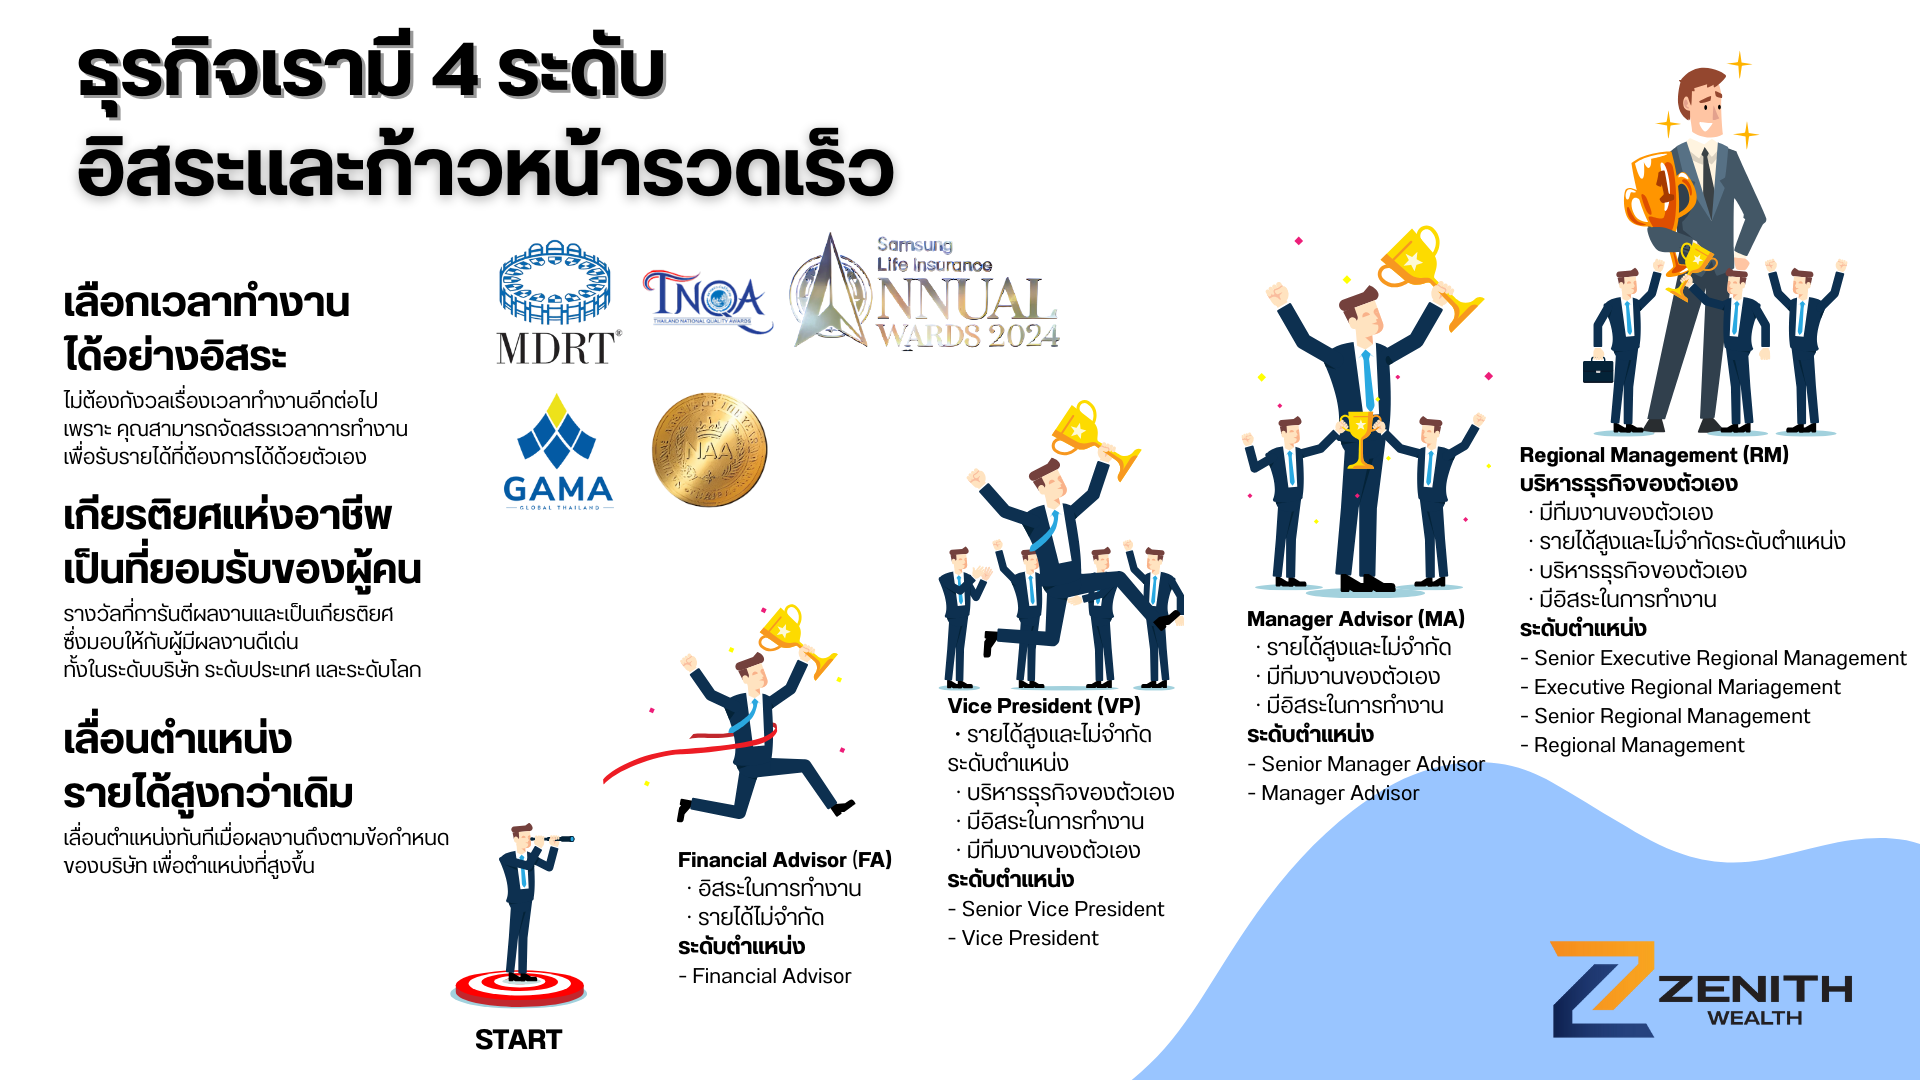 ธุรกิจเรามี 4 ระดับ
อิสระและก้าวหน้ารวดเร็ว
เลือกเวลาทำงาน
ได้อย่างอิสระ
ไม่ต้องกังวลเรื่องเวลาทำงานอีกต่อไป
เพราะ คุณสามารถจัดสรรเวลาการทำงาน
เพื่อรับรายได้ที่ต้องการได้ด้วยตัวเอง
เกียรติยศแห่งอาชีพ
เป็นที่ยอมรับของผู้คน
รางวัลที่การันตีผลงานและเป็นเกียรติยศ
ซึ่งมอบให้กับผู้มีผลงานดีเด่น
ทั้งในระดับบริษัท ระดับประเทศ และระดับโลก
เลื่อนตำแหน่ง
รายได้สูงกว่าเดิม
เลื่อนตำแหน่งทันทีเมื่อผลงานถึงตามข้อกำหนด
ของบริษัท เพื่อตำแหน่งที่สูงขึ้น
MDRT®
TNQA
THAILAND NATIONAL QUALITY AWARDS
Samsung
Life Insurance
ANNUAL
AWARDS 2024
GAMA
GLOBAL THAILAND
NAA
START
Financial Advisor (FA)
· อิสระในการทำงาน
· รายได้ไม่จำกัด
ระดับตำแหน่ง
- Financial Advisor
Vice President (VP)
• รายได้สูงและไม่จำกัด
ระดับตำแหน่ง
· บริหารธุรกิจของตัวเอง
· มีอิสระในการทำงาน
· มีทีมงานของตัวเอง
ระดับตำแหน่ง
- Senior Vice President
- Vice President
Manager Advisor (MA)
· รายได้สูงและไม่จำกัด
· มีทีมงานของตัวเอง
· มีอิสระในการทำงาน
ระดับตำแหน่ง
- Senior Manager Advisor
- Manager Advisor
1
Regional Management (RM)
บริหารธุรกิจของตัวเอง
· มีทีมงานของตัวเอง
· รายได้สูงและไม่จำกัดระดับตำแหน่ง
· บริหารธุรกิจของตัวเอง
· มีอิสระในการทำงาน
ระดับตำแหน่ง
- Senior Executive Regional Management
- Executive Regional Mariagement
- Senior Regional Management
- Regional Management
ZENITH
WEALTH